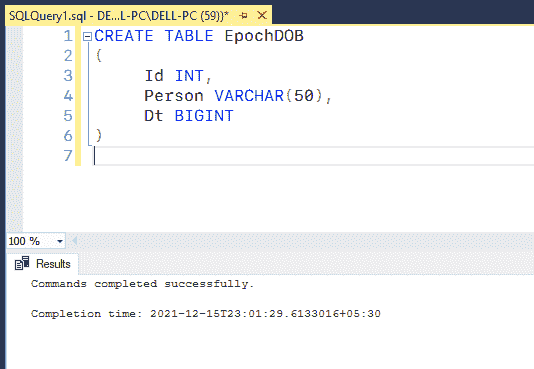 SQLQuery1.sql - DE...L-PC\DELL-PC (59))*
1 CREATE TABLE EpochDOB
2 (
3 Id INT,
4 Person VARCHAR(50),
5 Dt BIGINT
6 )
7
100 %
Results
Commands completed successfully.
Completion time: 2021-12-15T23:01:29.6133016+05:30